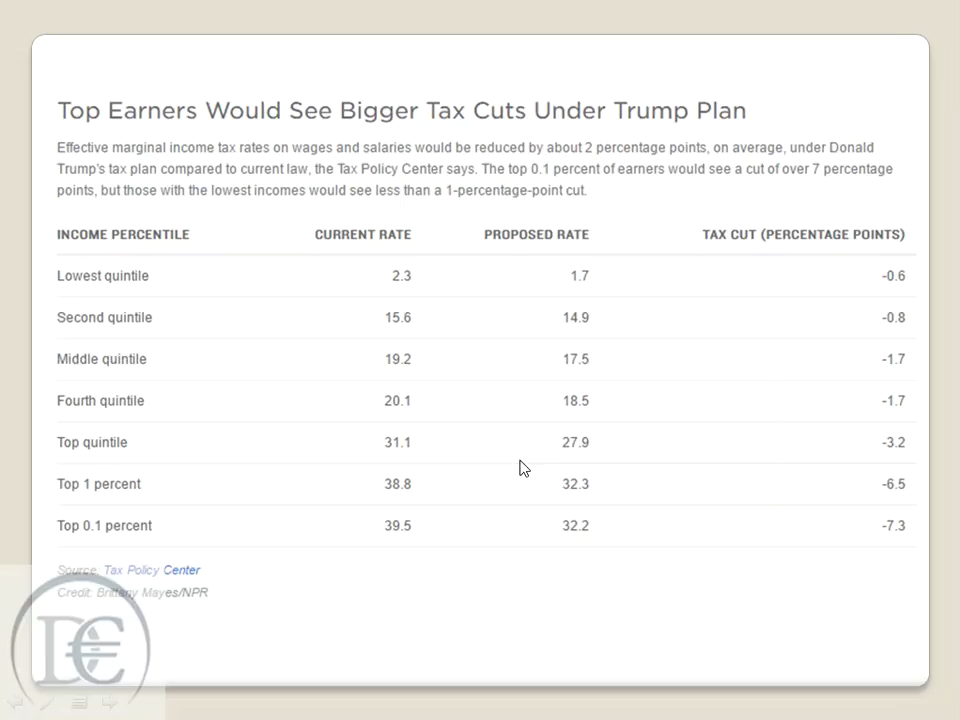 Top Earners Would See Bigger Tax Cuts Under Trump Plan
Effective marginal income tax rates on wages and salaries would be reduced by about 2 percentage points, on average, under Donald
Trump's tax plan compared to current law, the Tax Policy Center says. The top 0.1 percent of earners would see a cut of over 7 percentage
points, but those with the lowest incomes would see less than a 1-percentage-point cut.
INCOME PERCENTILE CURRENT RATE PROPOSED RATE TAX CUT (PERCENTAGE POINTS)
Lowest quintile 2.3 1.7 -0.6
Second quintile 15.6 14.9 -0.8
Middle quintile 19.2 17.5 -1.7
Fourth quintile 20.1 18.5 -1.7
Top quintile 31.1 27.9 -3.2
Top 1 percent 38.8 32.3 -6.5
Top 0.1 percent 39.5 32.2 -7.3
Source: Tax Policy Center
Credit: Brittany Mayes/NPR
D€